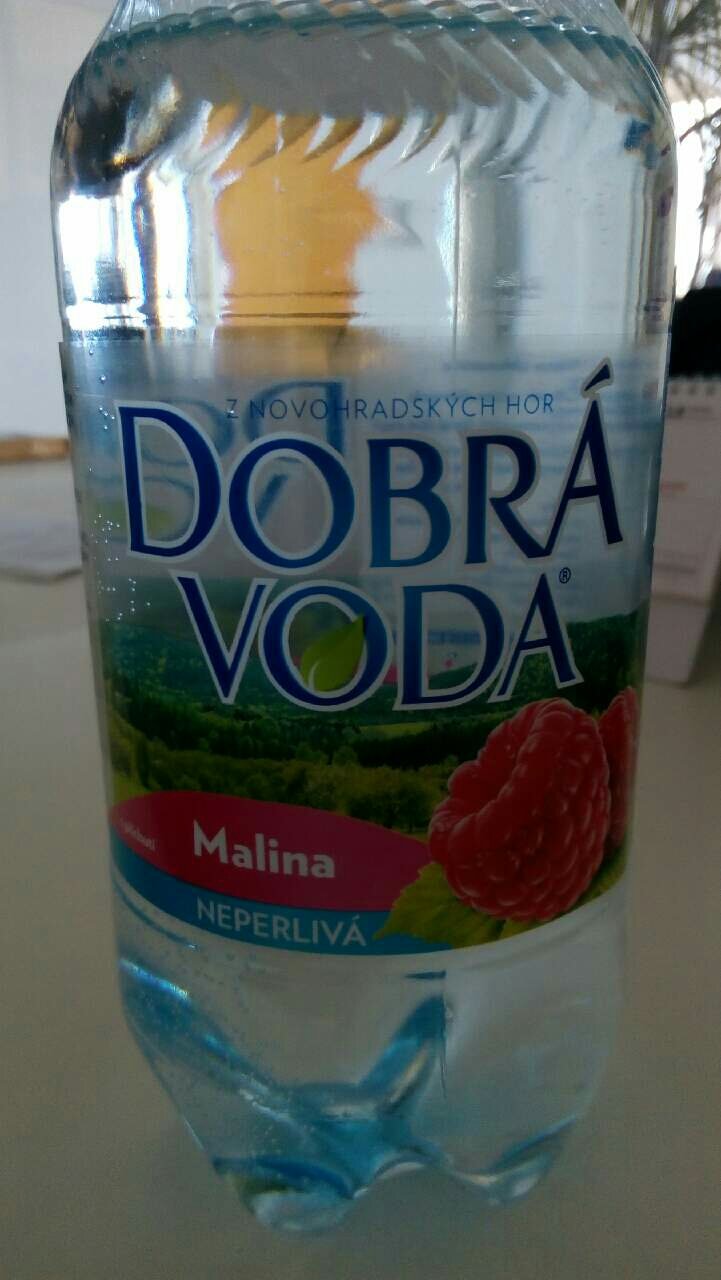 Z NOVOHRADSKÝCH HOR
DOBRÁ
VODA®
Malina
NEPERLIVÁ